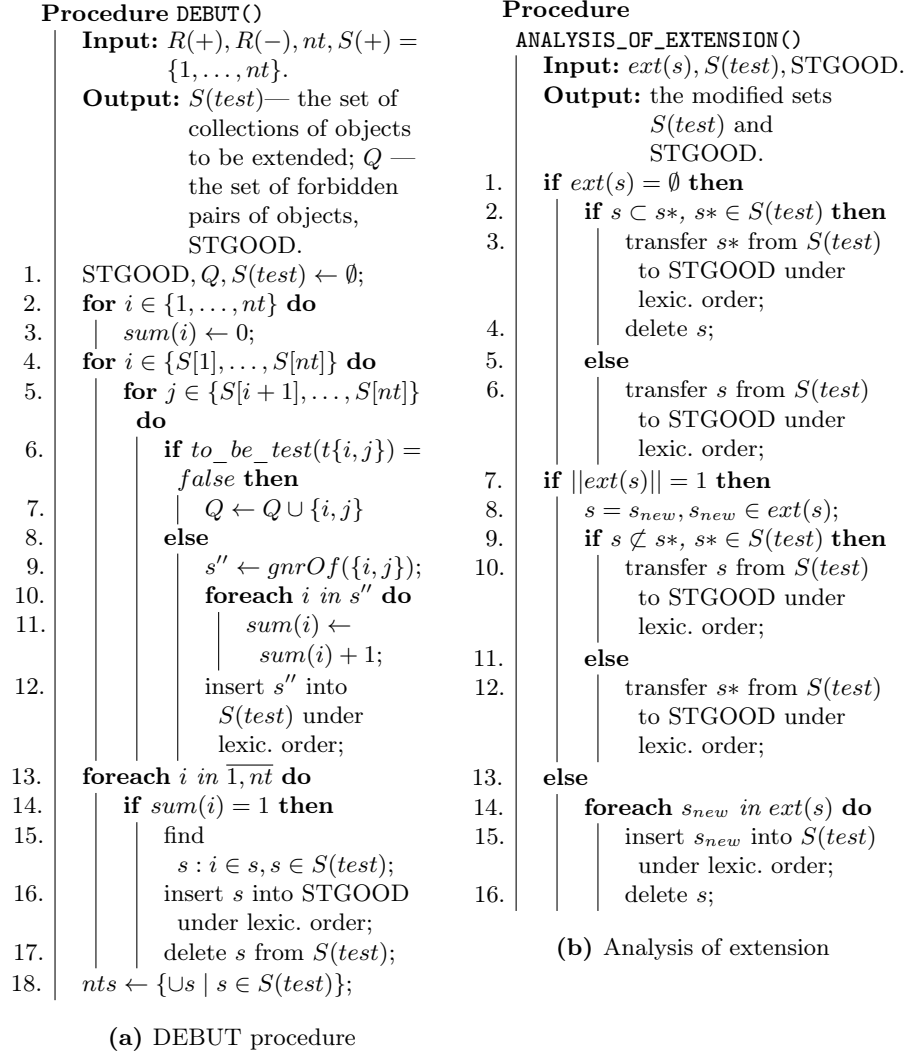 Procedure DEBUT()
Input: R(+), R(−), nt, S(+) =
{1, . . . , nt}.
Output: S(test)— the set of
collections of objects
to be extended; Q —
the set of forbidden
pairs of objects,
STGOOD.
1. STGOOD, Q, S(test) ← ∅;
2. for i ∈ {1, . . . , nt} do
3. sum(i) ← 0;
4. for i ∈ {S[1], . . . , S[nt]} do
5. for j ∈ {S[i + 1], . . . , S[nt]}
do
6. if to_be_test(t{i, j}) =
false then
7. Q ← Q ∪ {i, j}
8. else
9. s′′ ← gnrOf({i, j});
10. foreach i in s′′ do
11. sum(i) ←
sum(i) + 1;
12. insert s′′ into
S(test) under
lexic. order;
13. foreach i in 1, nt do
14. if sum(i) = 1 then
15. find
s : i ∈ s, s ∈ S(test);
16. insert s into STGOOD
under lexic. order;
17. delete s from S(test);
18. nts ← {∪s | s ∈ S(test)};
(a) DEBUT procedure
Procedure
ANALYSIS_OF_EXTENSION()
Input: ext(s), S(test), STGOOD.
Output: the modified sets
S(test) and
STGOOD.
1. if ext(s) = ∅ then
2. if s ⊂ s∗, s∗ ∈ S(test) then
3. transfer s∗ from S(test)
to STGOOD under
lexic. order;
4. delete s;
5. else
6. transfer s from S(test)
to STGOOD under
lexic. order;
7. if ||ext(s)|| = 1 then
8. s = s_new, s_new ∈ ext(s);
9. if s ⊄ s∗, s∗ ∈ S(test) then
10. transfer s from S(test)
to STGOOD under
lexic. order;
11. else
12. transfer s∗ from S(test)
to STGOOD under
lexic. order;
13. else
14. foreach s_new in ext(s) do
15. insert s_new into S(test)
under lexic. order;
16. delete s;
(b) Analysis of extension